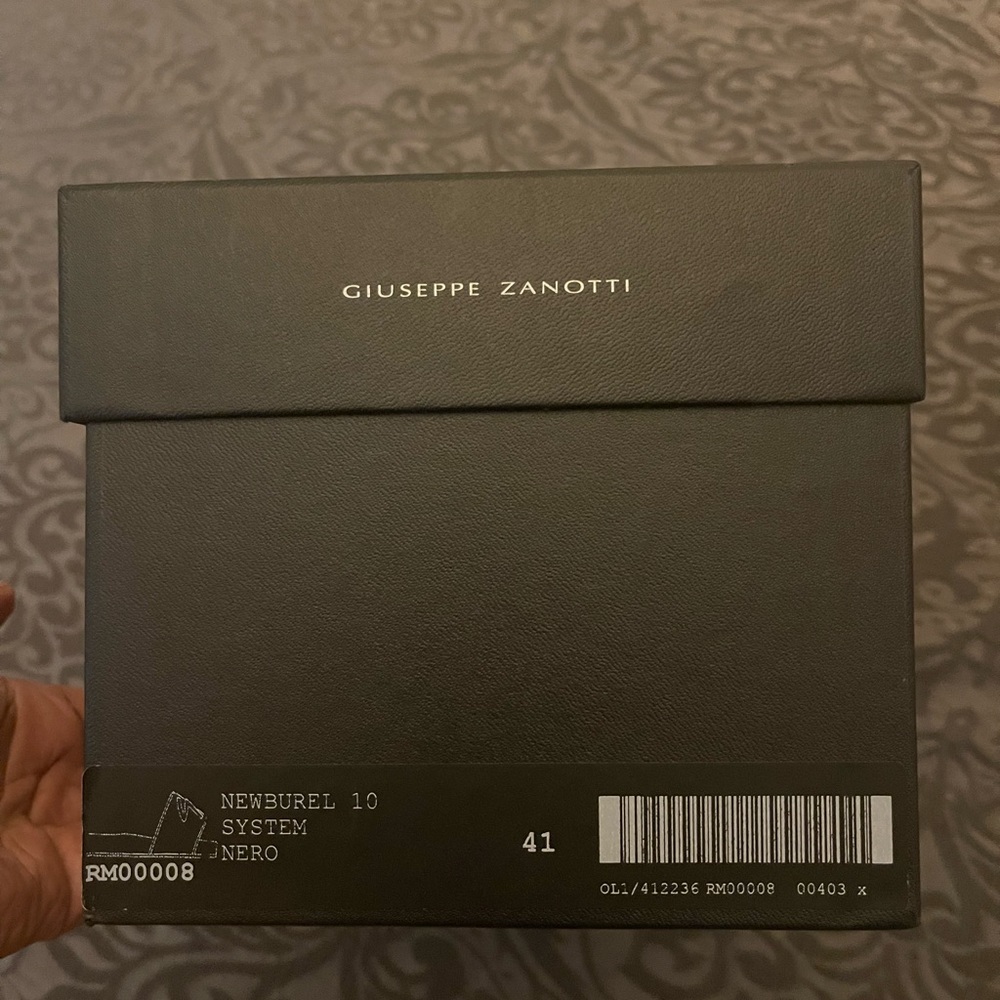 GIUSEPPE ZANOTTI
NEWBUREL 10
SYSTEM
NERO
RM00008
41
OL1/412236 RM00008 00403 x